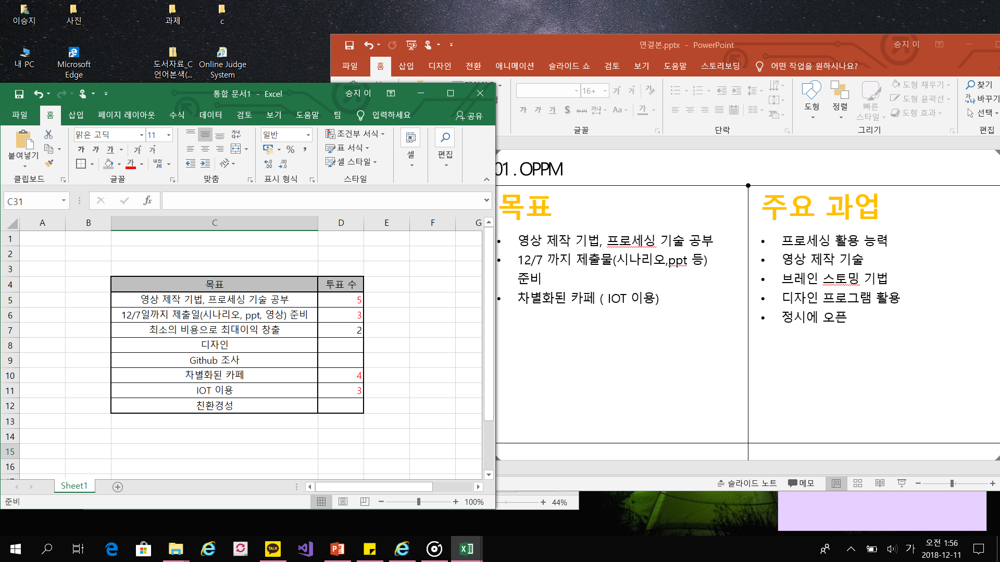 이승지
사진
과제
c
내 PC
Microsoft
Edge
도서자료_C
언어본색(...
Online Judge
System
연결본.pptx - PowerPoint
승지 이
파일 홈 삽입 디자인 전환 애니메이션 슬라이드 쇼 검토 보기 도움말 스토리보딩 어떤 작업을 원하시나요?
16+
가 가 가 S 간 Aa 가
글꼴
단락
도형
정렬
빠른
스타일
도형 채우기
도형 윤곽선
도형 효과
그리기
찾기
바꾸기
선택
편집
통합 문서1 - Excel
승지 이
파일 홈 삽입 페이지 레이아웃 수식 데이터 검토 보기 도움말 팀 입력하세요 공유
붙여넣기
클립보드
맑은 고딕 11
가 가 가 가 가
가 내천
글꼴
맞춤
일반
%
표시 형식
조건부 서식
표 서식
셀 스타일
스타일
셀
편집
C31
fx
A B C D E F G
1
2
3
4 목표 투표 수
5 영상 제작 기법, 프로세싱 기술 공부 5
6 12/7일까지 제출일(시나리오, ppt, 영상) 준비 3
7 최소의 비용으로 최대이익 창출 2
8 디자인
9 Github 조사
10 차별화된 카페 4
11 IOT 이용 3
12 친환경성
13
14
15
16
Sheet1
준비
100%
01 . OPPM
목표
• 영상 제작 기법, 프로세싱 기술 공부
• 12/7 까지 제출물(시나리오,ppt 등)
준비
• 차별화된 카페 ( IOT 이용)
주요 과업
• 프로세싱 활용 능력
• 영상 제작 기술
• 브레인 스토밍 기법
• 디자인 프로그램 활용
• 정시에 오픈
슬라이드 노트 메모
44%
TALK
가
오전 1:56
2018-12-11